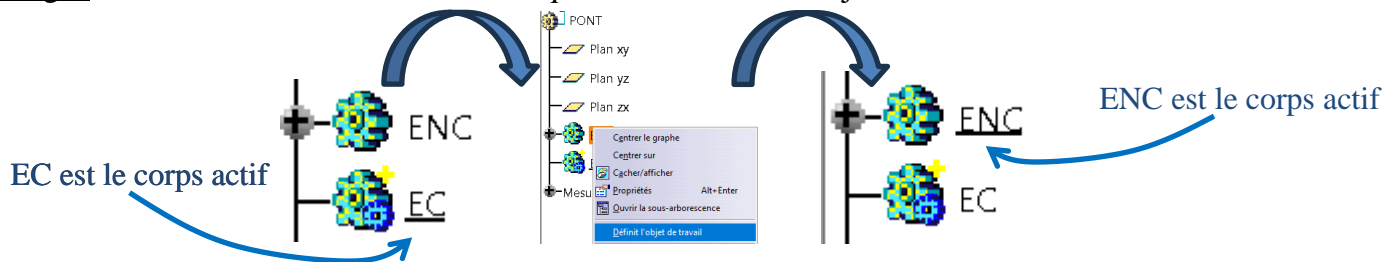 PONT
Plan xy
Plan yz
Plan zx
ENC
EC
EC est le corps actif
Centrer le graphe
Centrer sur
Cacher/afficher
Propriétés Alt+Enter
Ouvrir la sous-arborescence
Définit l'objet de travail
Mesu
ENC
EC
ENC est le corps actif